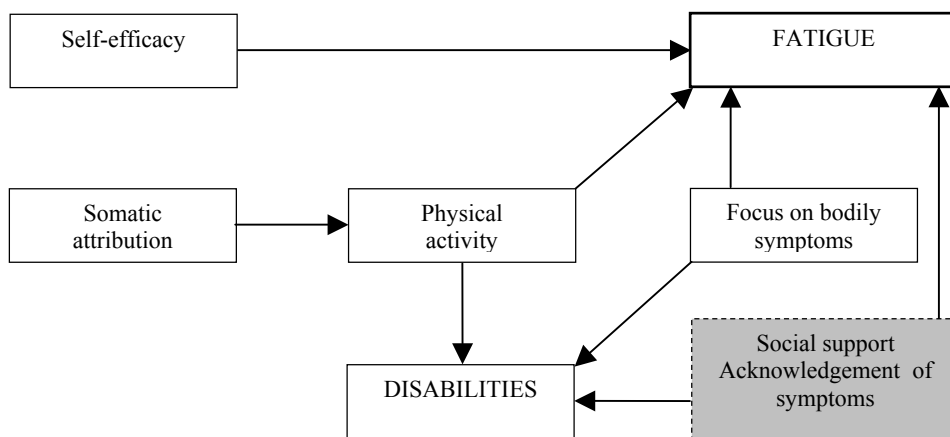 Self-efficacy
FATIGUE
Somatic
attribution
Physical
activity
Focus on bodily
symptoms
DISABILITIES
Social support
Acknowledgement of
symptoms